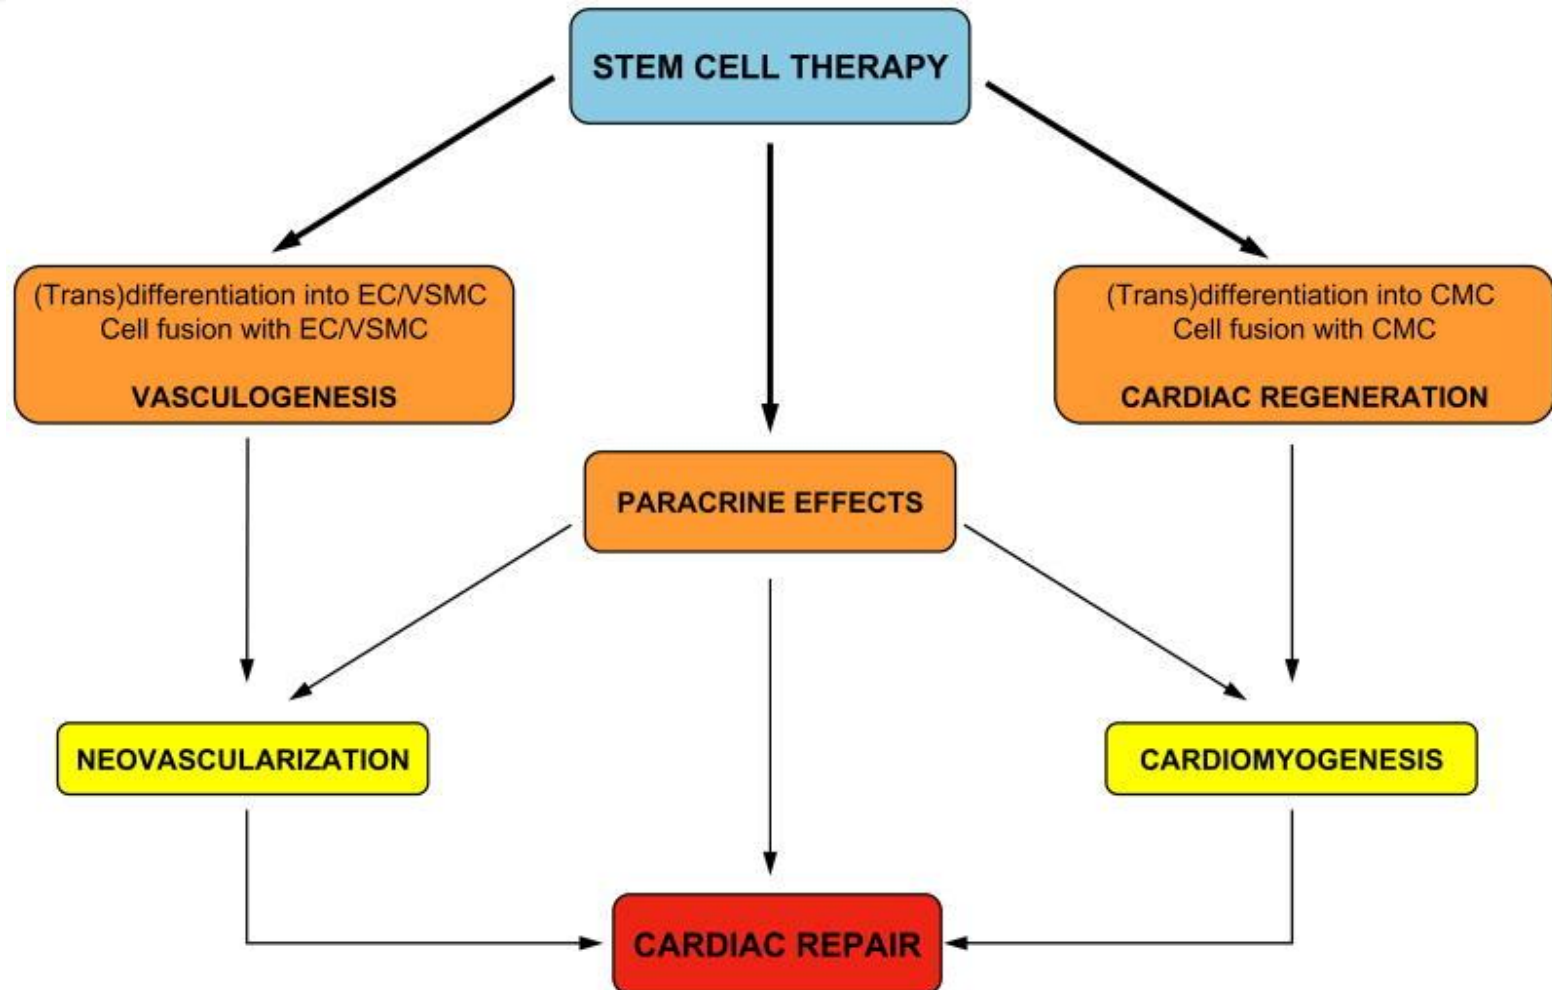 STEM CELL THERAPY
(Trans)differentiation into EC/VSMC
Cell fusion with EC/VSMC
VASCULOGENESIS
(Trans)differentiation into CMC
Cell fusion with CMC
CARDIAC REGENERATION
PARACRINE EFFECTS
NEOVASCULARIZATION
CARDIOMYOGENESIS
CARDIAC REPAIR